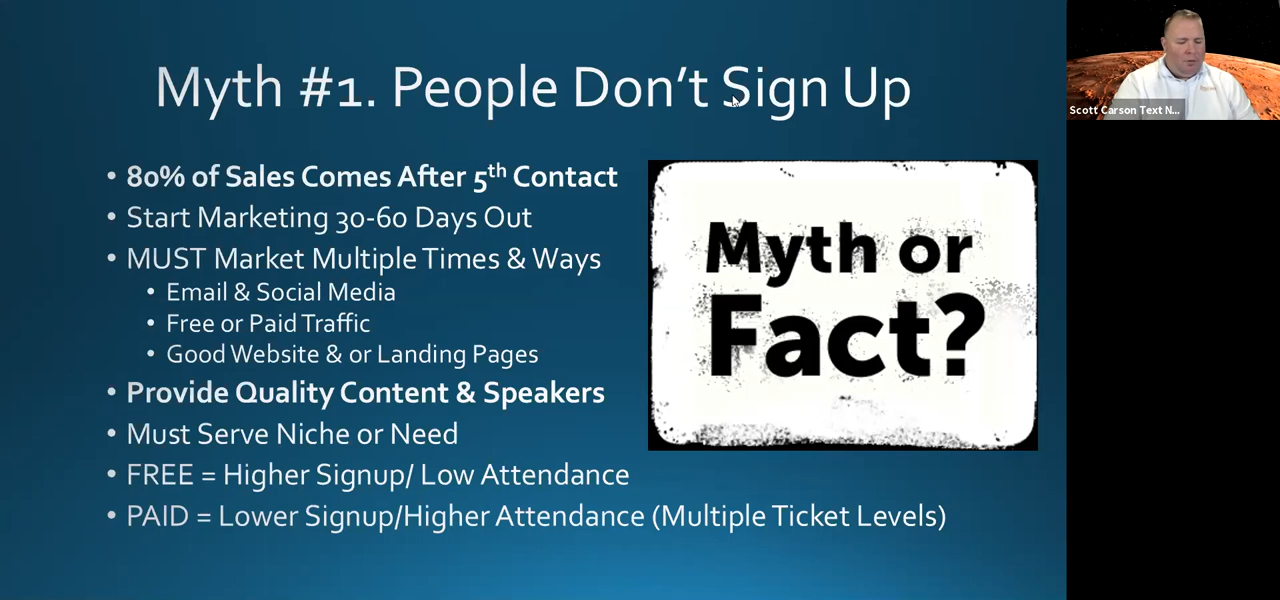 Myth #1. People Don't Sign Up
• 80% of Sales Comes After 5th Contact
• Start Marketing 30-60 Days Out
• MUST Market Multiple Times & Ways
• Email & Social Media
• Free or Paid Traffic
• Good Website & or Landing Pages
• Provide Quality Content & Speakers
• Must Serve Niche or Need
• FREE = Higher Signup/ Low Attendance
• PAID = Lower Signup/Higher Attendance (Multiple Ticket Levels)
Myth or
Fact?
Scott Carson Text N...